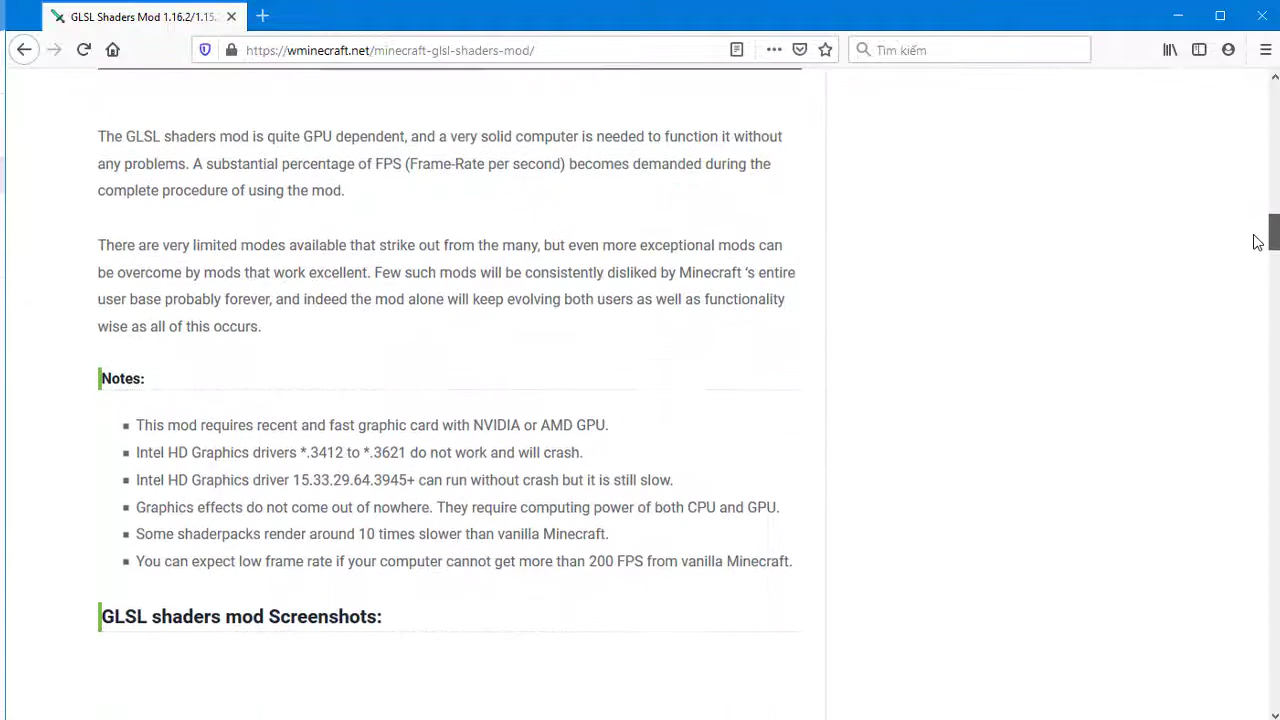 GLSL Shaders Mod 1.16.2/1.15.
https://wminecraft.net/minecraft-glsl-shaders-mod/
Tìm kiếm
The GLSL shaders mod is quite GPU dependent, and a very solid computer is needed to function it without
any problems. A substantial percentage of FPS (Frame-Rate per second) becomes demanded during the
complete procedure of using the mod.
There are very limited modes available that strike out from the many, but even more exceptional mods can
be overcome by mods that work excellent. Few such mods will be consistently disliked by Minecraft ‘s entire
user base probably forever, and indeed the mod alone will keep evolving both users as well as functionality
wise as all of this occurs.
Notes:
This mod requires recent and fast graphic card with NVIDIA or AMD GPU.
Intel HD Graphics drivers *.3412 to *.3621 do not work and will crash.
Intel HD Graphics driver 15.33.29.64.3945+ can run without crash but it is still slow.
Graphics effects do not come out of nowhere. They require computing power of both CPU and GPU.
Some shaderpacks render around 10 times slower than vanilla Minecraft.
You can expect low frame rate if your computer cannot get more than 200 FPS from vanilla Minecraft.
GLSL shaders mod Screenshots: